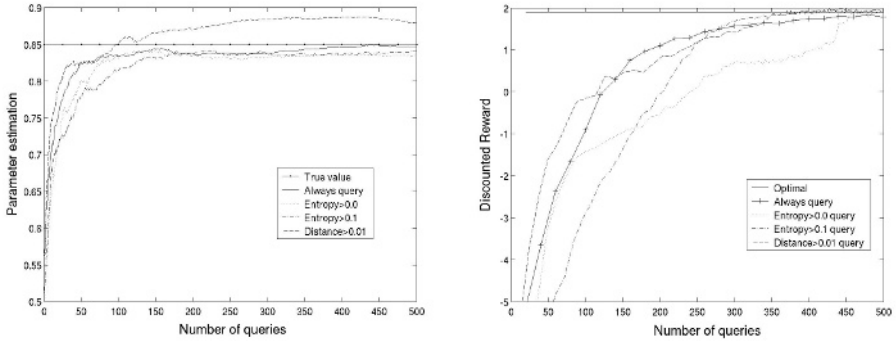 0.9
0.85
0.8
0.75
0.7
0.65
0.6
0.55
0.5
Parameter estimation
True value
Always query
Entropy>0.0
Entropy>0.1
Distance>0.01
0 50 100 150 200 250 300 350 400 450 500
Number of queries
2
1
0
-1
-2
-3
-4
-5
Discounted Reward
Optimal
Always query
Entropy>0.0 query
Entropy>0.1 query
Distance>0.01 query
0 50 100 150 200 250 300 350 400 450 500
Number of queries